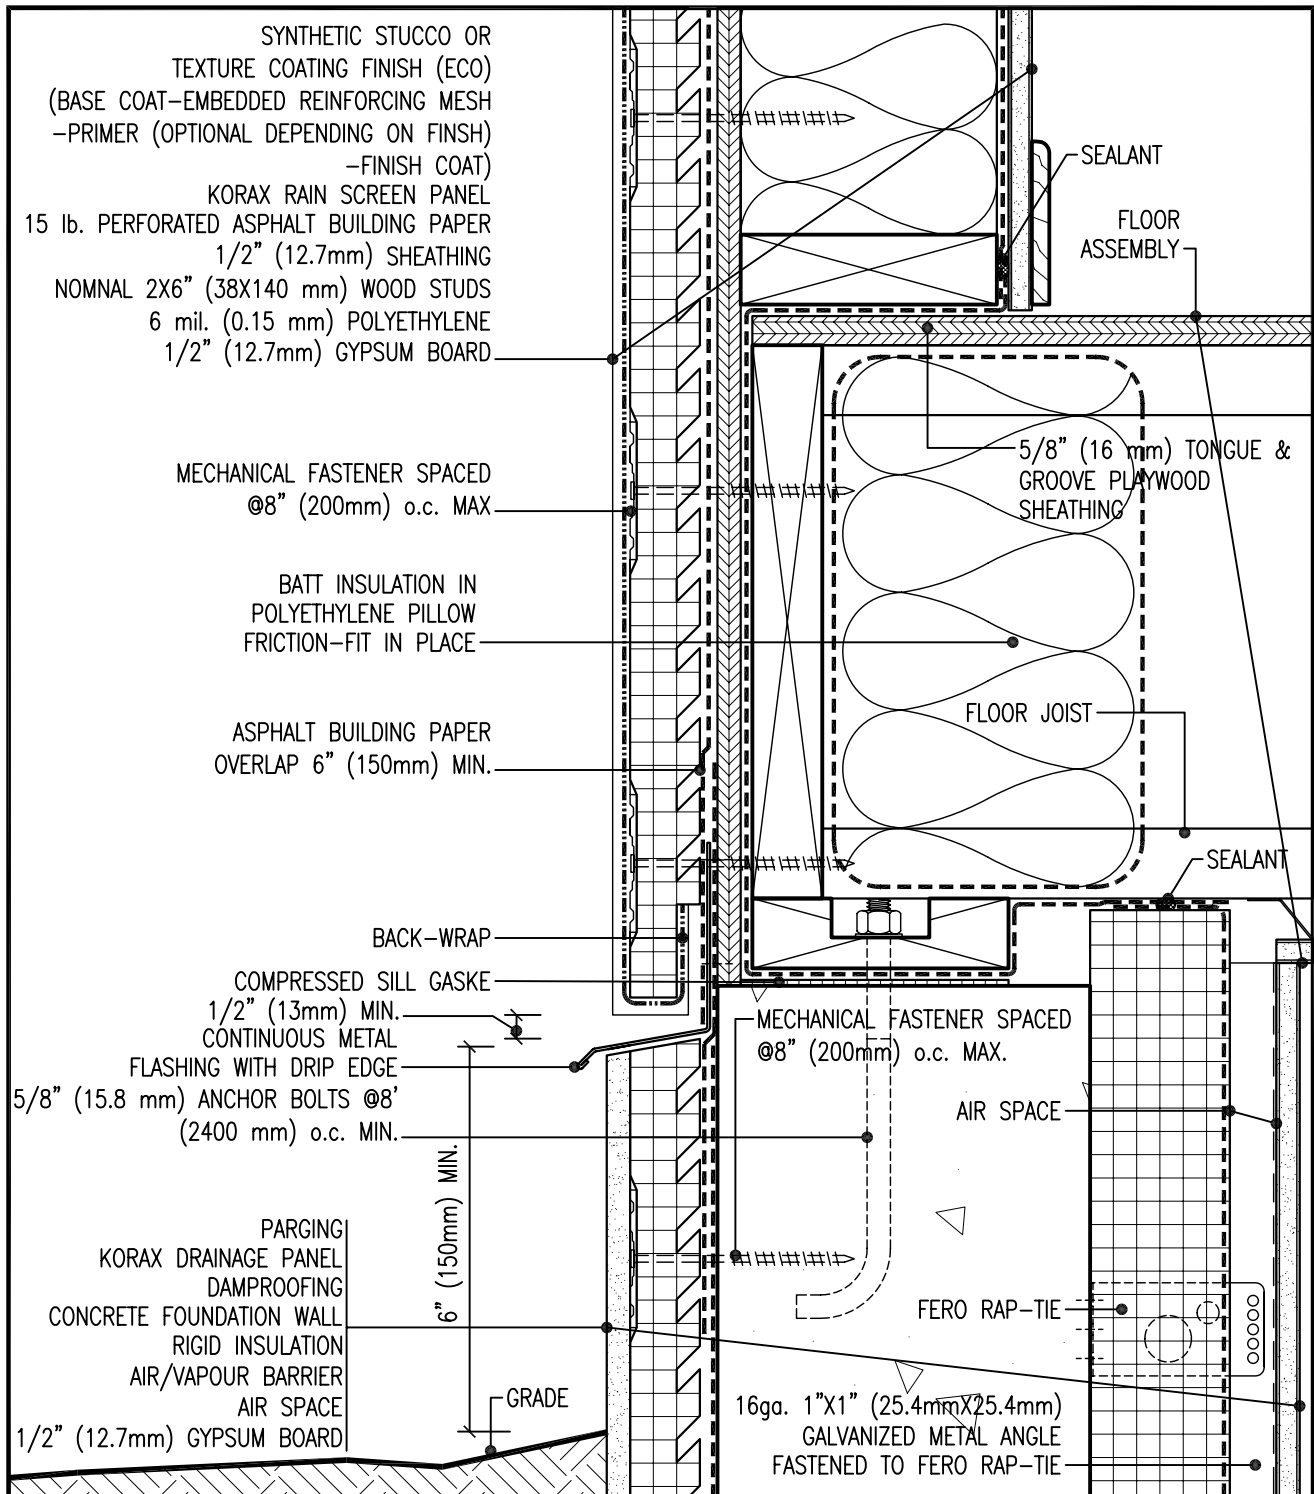 SYNTHETIC STUCCO OR
TEXTURE COATING FINISH (ECO)
(BASE COAT-EMBEDDED REINFORCING MESH
-PRIMER (OPTIONAL DEPENDING ON FINSH)
-FINISH COAT)
KORAX RAIN SCREEN PANEL
15 lb. PERFORATED ASPHALT BUILDING PAPER
1/2" (12.7mm) SHEATHING
NOMNAL 2X6" (38X140 mm) WOOD STUDS
6 mil. (0.15 mm) POLYETHYLENE
1/2" (12.7mm) GYPSUM BOARD
SEALANT
FLOOR
ASSEMBLY
5/8" (16 mm) TONGUE &
GROOVE PLAYWOOD
SHEATHING
MECHANICAL FASTENER SPACED
@8" (200mm) o.c. MAX
BATT INSULATION IN
POLYETHYLENE PILLOW
FRICTION-FIT IN PLACE
FLOOR JOIST
ASPHALT BUILDING PAPER
OVERLAP 6" (150mm) MIN.
SEALANT
BACK-WRAP
COMPRESSED SILL GASKE
1/2" (13mm) MIN.
CONTINUOUS METAL
FLASHING WITH DRIP EDGE
5/8" (15.8 mm) ANCHOR BOLTS @8'
(2400 mm) o.c. MIN.
MECHANICAL FASTENER SPACED
@8" (200mm) o.c. MAX.
AIR SPACE
6" (150mm) MIN.
PARGING
KORAX DRAINAGE PANEL
DAMPROOFING
CONCRETE FOUNDATION WALL
RIGID INSULATION
AIR/VAPOUR BARRIER
AIR SPACE
1/2" (12.7mm) GYPSUM BOARD
GRADE
FERO RAP-TIE
16ga. 1"X1" (25.4mmX25.4mm)
GALVANIZED METAL ANGLE
FASTENED TO FERO RAP-TIE